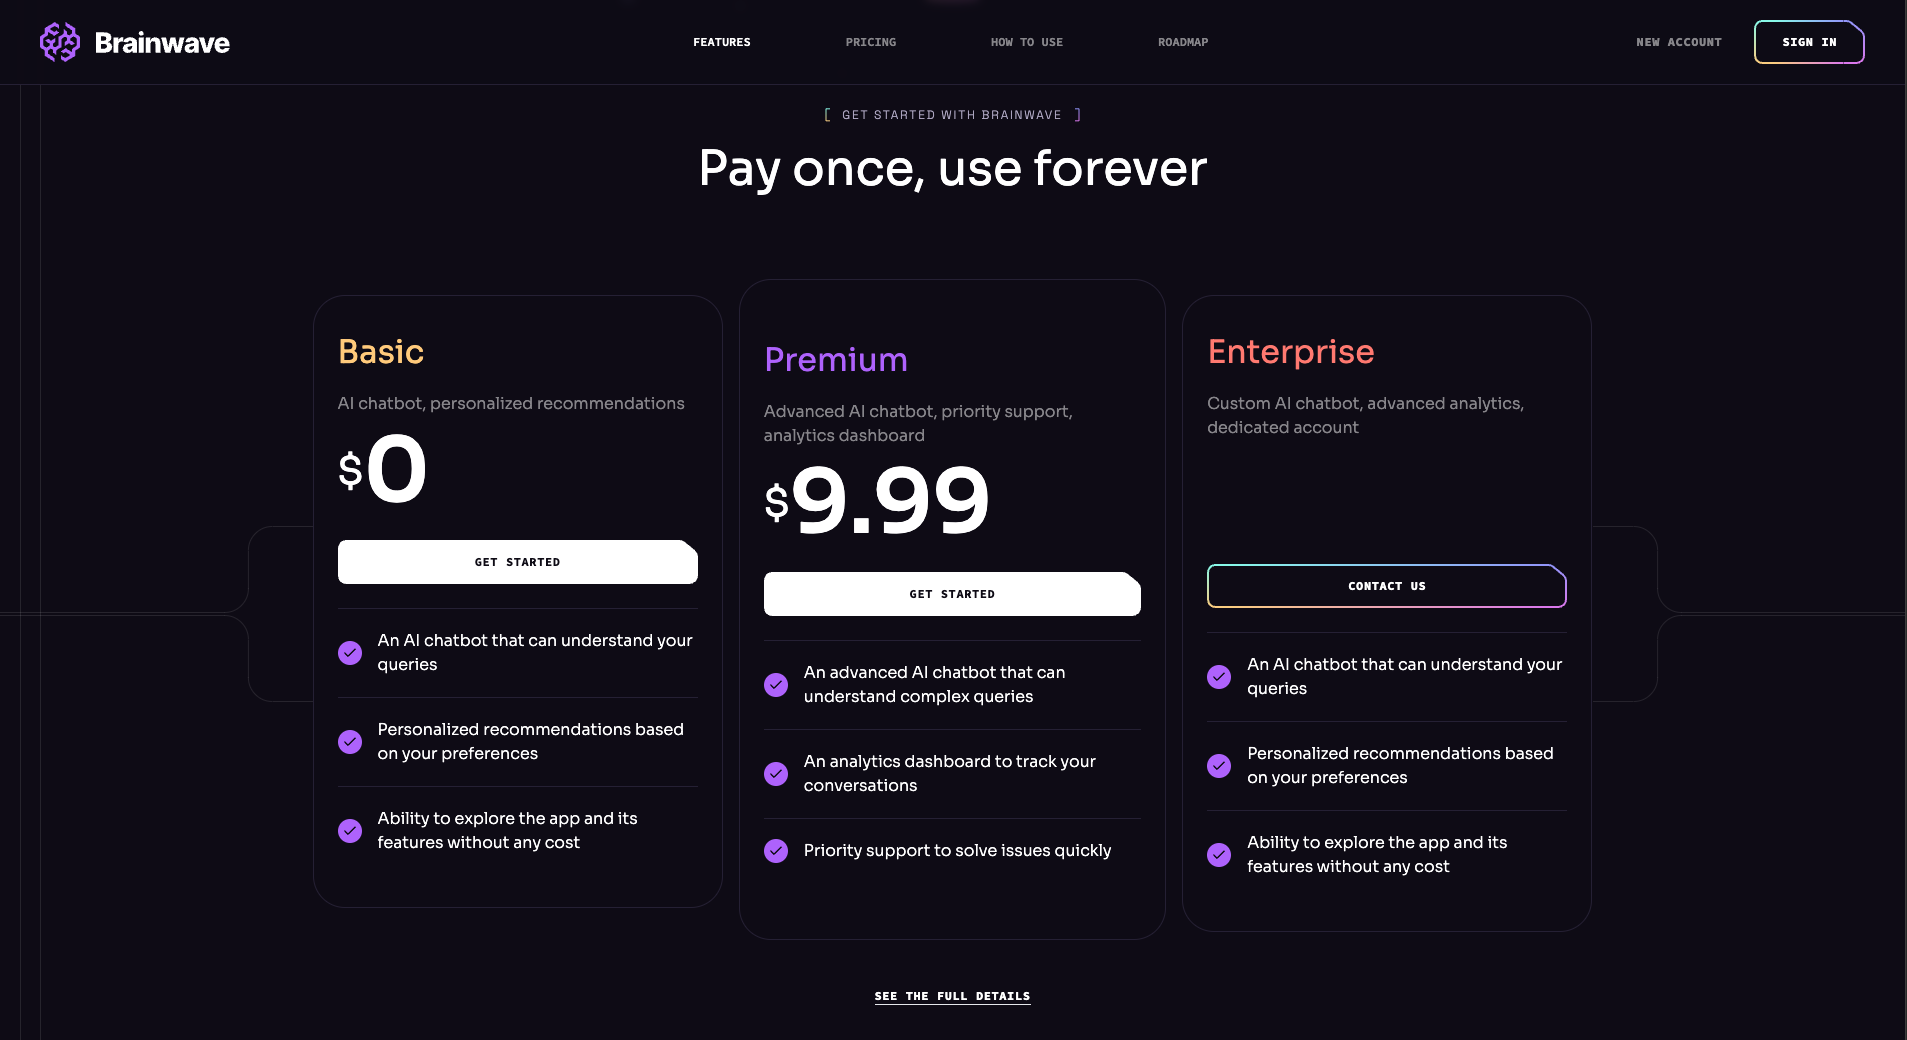 Brainwave
FEATURES
PRICING
HOW TO USE
ROADMAP
NEW ACCOUNT
SIGN IN
[ GET STARTED WITH BRAINWAVE ]
Pay once, use forever
Basic
AI chatbot, personalized recommendations
$0
GET STARTED
An AI chatbot that can understand your
queries
Personalized recommendations based
on your preferences
Ability to explore the app and its
features without any cost
Premium
Advanced AI chatbot, priority support,
analytics dashboard
$9.99
GET STARTED
An advanced AI chatbot that can
understand complex queries
An analytics dashboard to track your
conversations
Priority support to solve issues quickly
Enterprise
Custom AI chatbot, advanced analytics,
dedicated account
CONTACT US
An AI chatbot that can understand your
queries
Personalized recommendations based
on your preferences
Ability to explore the app and its
features without any cost
SEE THE FULL DETAILS